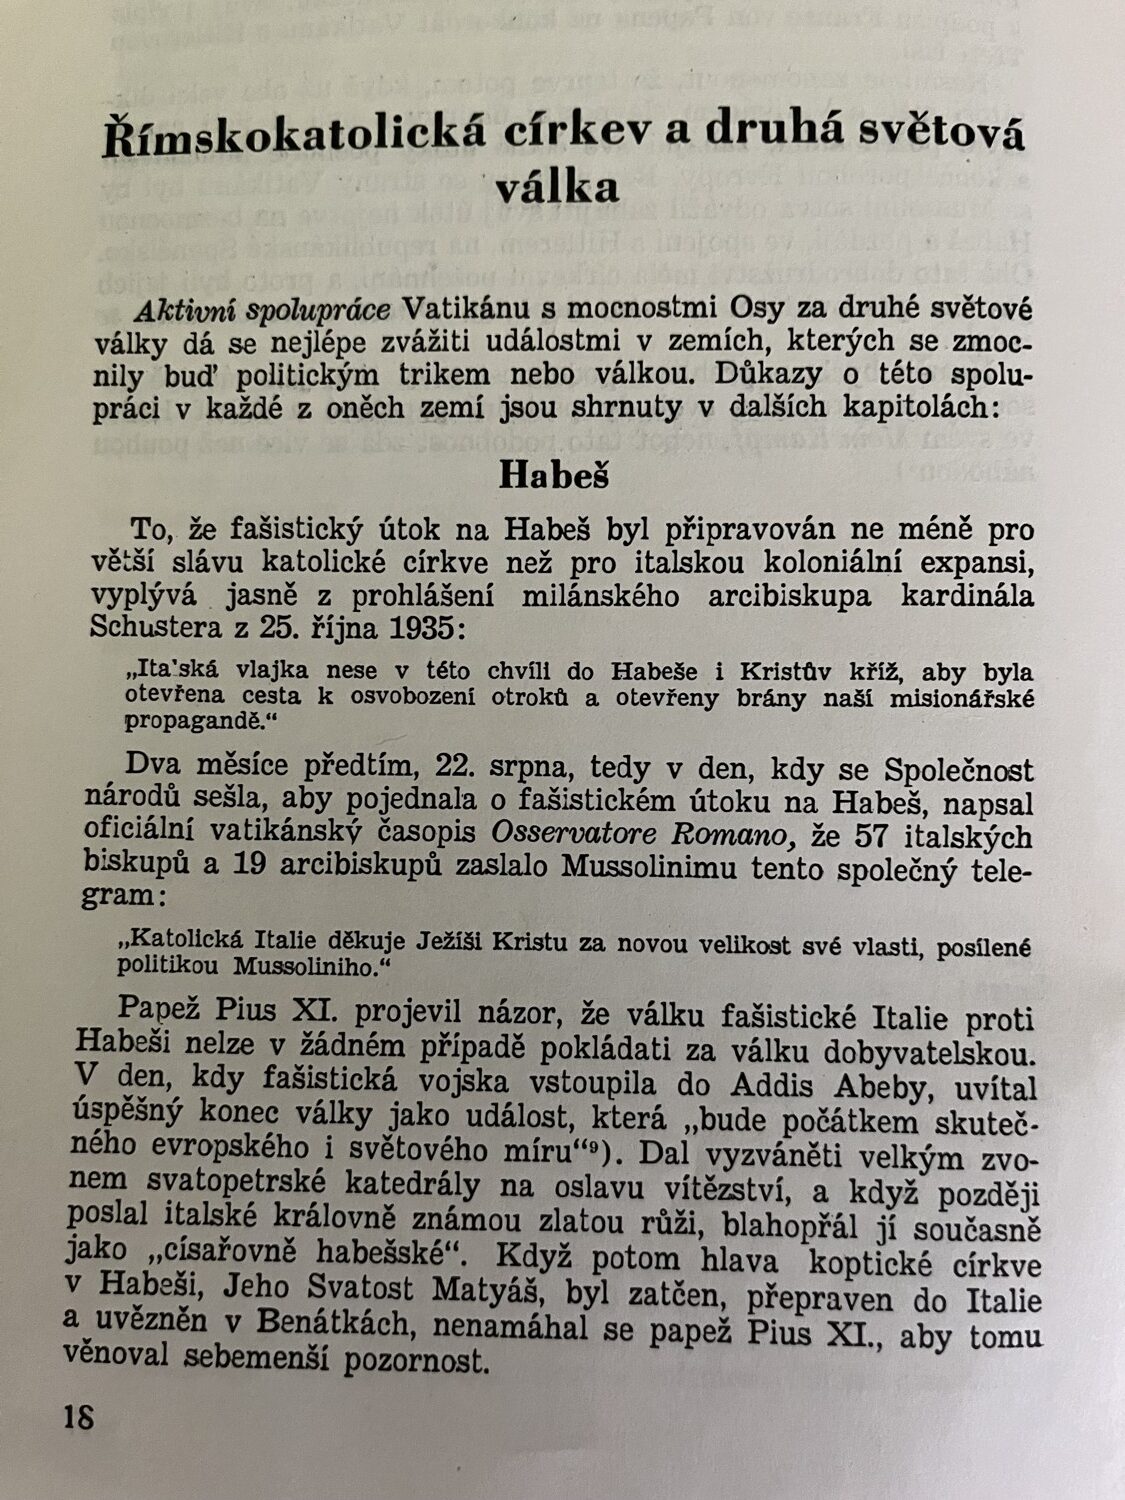 Římskokatolická církev a druhá světová
válka
Aktivní spolupráce Vatikánu s mocnostmi Osy za druhé světové
války dá se nejlépe zvážiti událostmi v zemích, kterých se zmoc-
nily buď politickým trikem nebo válkou. Důkazy o této spolu-
práci v každé z oněch zemí jsou shrnuty v dalších kapitolách:
Habeš
To, že fašistický útok na Habeš byl připravován ne méně pro
větší slávu katolické církve než pro italskou koloniální expansi,
vyplývá jasně z prohlášení milánského arcibiskupa kardinála
Schustera z 25. října 1935:
„Ita'ská vlajka nese v této chvíli do Habeše i Kristův kříž, aby byla
otevřena cesta k osvobození otroků a otevřeny brány naší misionářské
propagandě.“
Dva měsíce předtím, 22. srpna, tedy v den, kdy se Společnost
národů sešla, aby pojednala o fašistickém útoku na Habeš, napsal
oficiální vatikánský časopis Osservatore Romano, že 57 italských
biskupů a 19 arcibiskupů zaslalo Mussolinimu tento společný tele-
gram:
„Katolická Italie děkuje Ježíši Kristu za novou velikost své vlasti, posílené
politikou Mussoliniho.“
Papež Pius XI. projevil názor, že válku fašistické Italie proti
Habeši nelze v žádném případě pokládati za válku dobyvatelskou.
V den, kdy fašistická vojska vstoupila do Addis Abeby, uvítal
úspěšný konec války jako událost, která „bude počátkem skuteč-
ného evropského i světového míru“⁹). Dal vyzváněti velkým zvo-
nem svatopetrské katedrály na oslavu vítězství, a když později
poslal italské královně známou zlatou růži, blahopřál jí současně
jako „císařovně habešské“. Když potom hlava koptické církve
v Habeši, Jeho Svatost Matyáš, byl zatčen, přepraven do Italie
a uvězněn v Benátkách, nenamáhal se papež Pius XI., aby tomu
věnoval sebemenší pozornost.
18